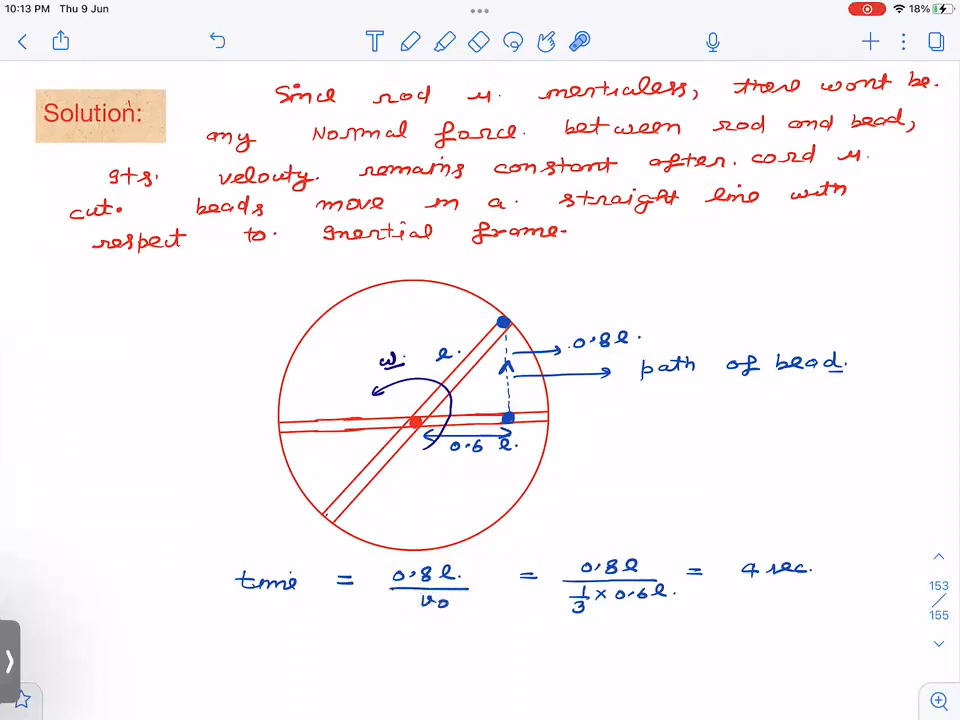 10:13 PM Thu 9 Jun
18%
T
Solution:
Since rod is inertialess, there wont be.
any Normal force. between rod and bead,
Its. velouty. remains constant after. cord is.
cut. beads move in a. straight line with
respect to. Inertial frame.
0.8l.
ω. l.
path of bead.
0.6 l.
time = 0.8l. / v0 = 0.8l / 1/3 × 0.6l. = 4 sec.
153
155